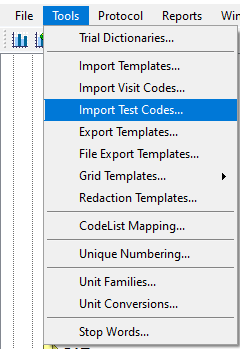 File Tools Protocol Reports
Trial Dictionaries...
Import Templates...
Import Visit Codes...
Import Test Codes...
Export Templates...
File Export Templates...
Grid Templates...
Redaction Templates...
CodeList Mapping...
Unique Numbering...
Unit Families...
Unit Conversions...
Stop Words...